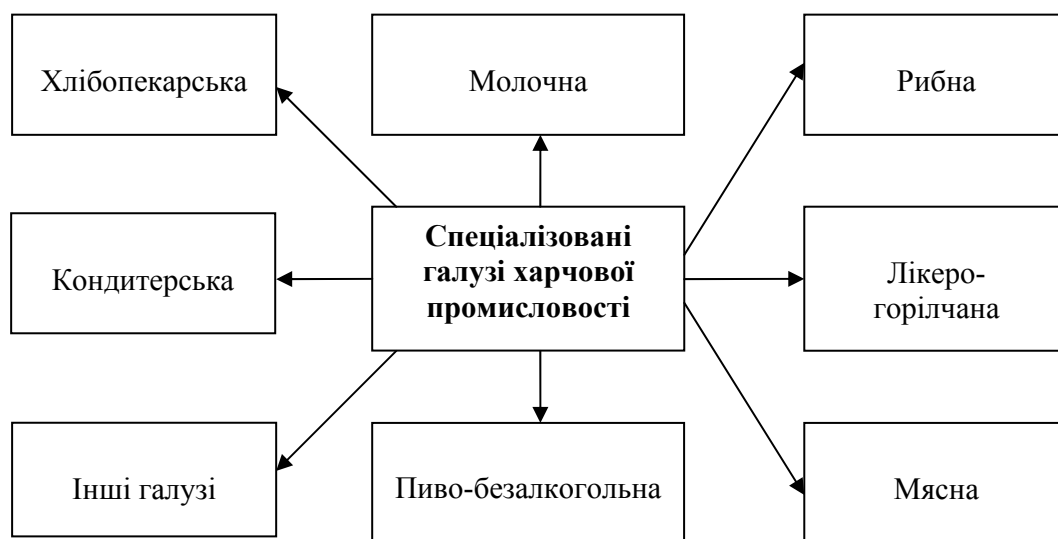 Хлібопекарська
Молочна
Рибна
Кондитерська
Спеціалізовані
галузі харчової
промисловості
Лікеро-
горілчана
Інші галузі
Пиво-безалкогольна
Мясна